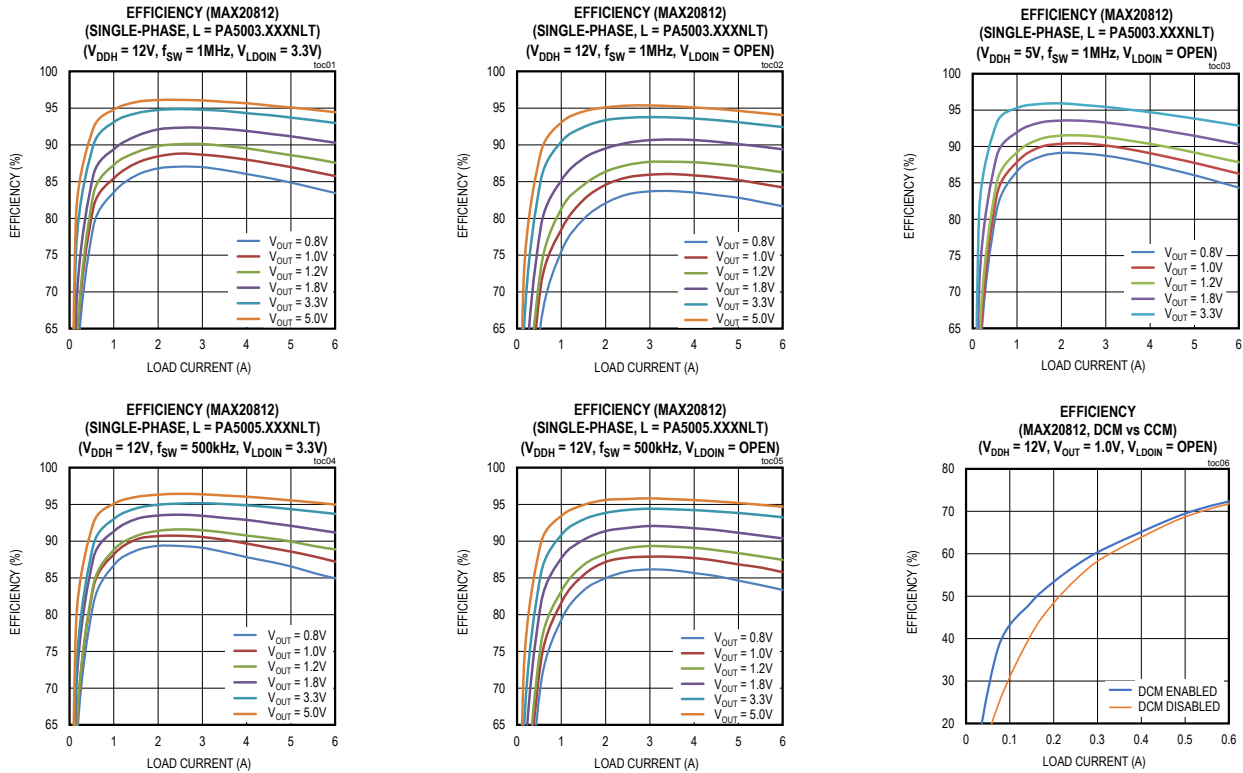 EFFICIENCY (MAX20812)
(SINGLE-PHASE, L = PA5003.XXXNLT)
(VDDH = 12V, fSW = 1MHz, VLDOIN = 3.3V)
toc01
100
95
90
85
80
75
70
65
EFFICIENCY (%)
VOUT = 0.8V
VOUT = 1.0V
VOUT = 1.2V
VOUT = 1.8V
VOUT = 3.3V
VOUT = 5.0V
0 1 2 3 4 5 6
LOAD CURRENT (A)
EFFICIENCY (MAX20812)
(SINGLE-PHASE, L = PA5003.XXXNLT)
(VDDH = 12V, fSW = 1MHz, VLDOIN = OPEN)
toc02
100
95
90
85
80
75
70
65
EFFICIENCY (%)
VOUT = 0.8V
VOUT = 1.0V
VOUT = 1.2V
VOUT = 1.8V
VOUT = 3.3V
VOUT = 5.0V
0 1 2 3 4 5 6
LOAD CURRENT (A)
EFFICIENCY (MAX20812)
(SINGLE-PHASE, L = PA5003.XXXNLT)
(VDDH = 5V, fSW = 1MHz, VLDOIN = OPEN)
toc03
100
95
90
85
80
75
70
65
EFFICIENCY (%)
VOUT = 0.8V
VOUT = 1.0V
VOUT = 1.2V
VOUT = 1.8V
VOUT = 3.3V
0 1 2 3 4 5 6
LOAD CURRENT (A)
EFFICIENCY (MAX20812)
(SINGLE-PHASE, L = PA5005.XXXNLT)
(VDDH = 12V, fSW = 500kHz, VLDOIN = 3.3V)
toc04
100
95
90
85
80
75
70
65
EFFICIENCY (%)
VOUT = 0.8V
VOUT = 1.0V
VOUT = 1.2V
VOUT = 1.8V
VOUT = 3.3V
VOUT = 5.0V
0 1 2 3 4 5 6
LOAD CURRENT (A)
EFFICIENCY (MAX20812)
(SINGLE-PHASE, L = PA5005.XXXNLT)
(VDDH = 12V, fSW = 500kHz, VLDOIN = OPEN)
toc05
100
95
90
85
80
75
70
65
EFFICIENCY (%)
VOUT = 0.8V
VOUT = 1.0V
VOUT = 1.2V
VOUT = 1.8V
VOUT = 3.3V
VOUT = 5.0V
0 1 2 3 4 5 6
LOAD CURRENT (A)
EFFICIENCY
(MAX20812, DCM vs CCM)
(VDDH = 12V, VOUT = 1.0V, VLDOIN = OPEN)
toc06
80
70
60
50
40
30
20
EFFICIENCY (%)
DCM ENABLED
DCM DISABLED
0 0.1 0.2 0.3 0.4 0.5 0.6
LOAD CURRENT (A)